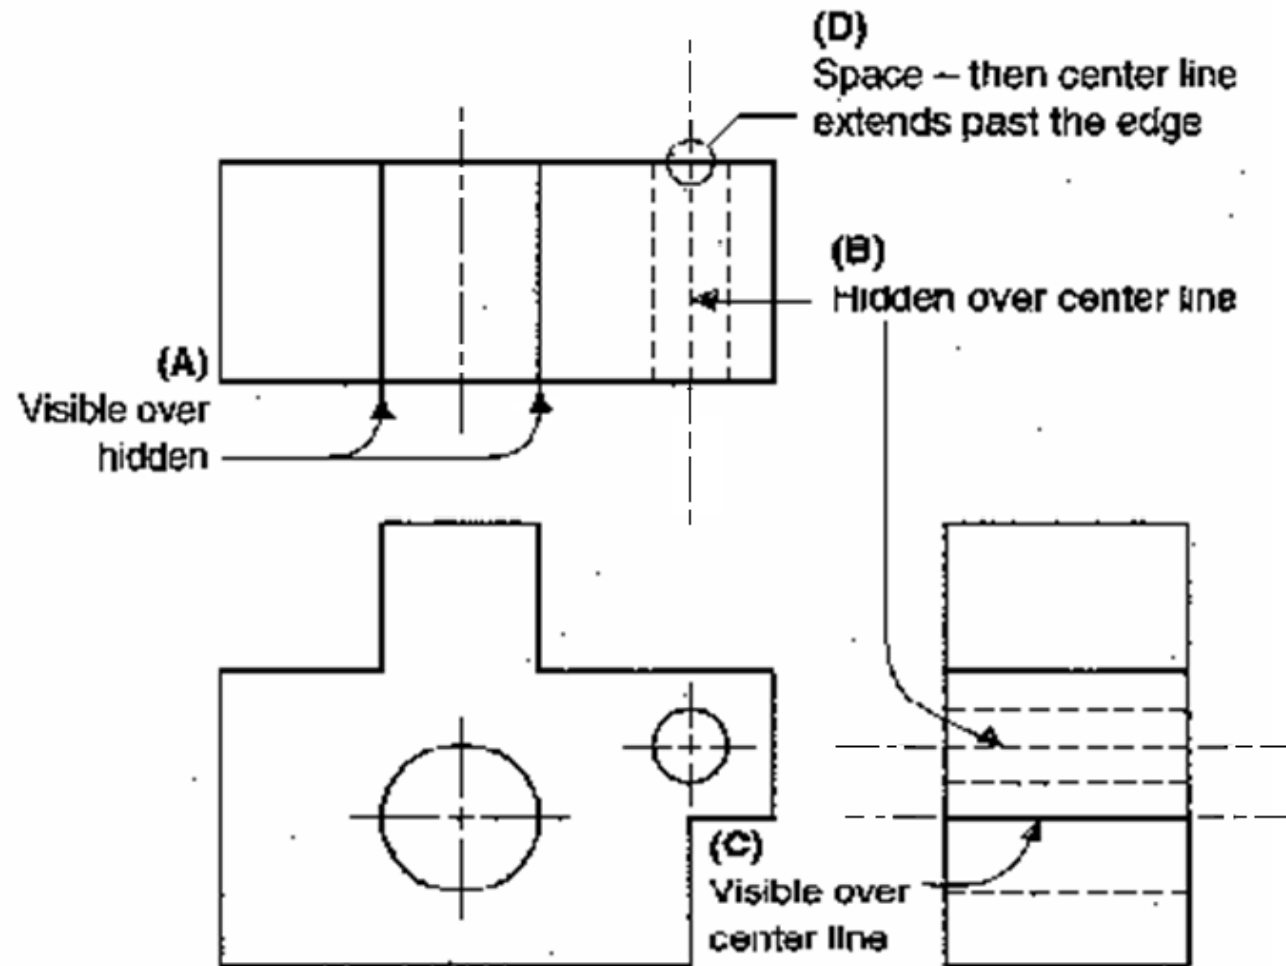 (D)
Space – then center line
extends past the edge
(B)
Hidden over center line
(A)
Visible over
hidden
(C)
Visible over
center line